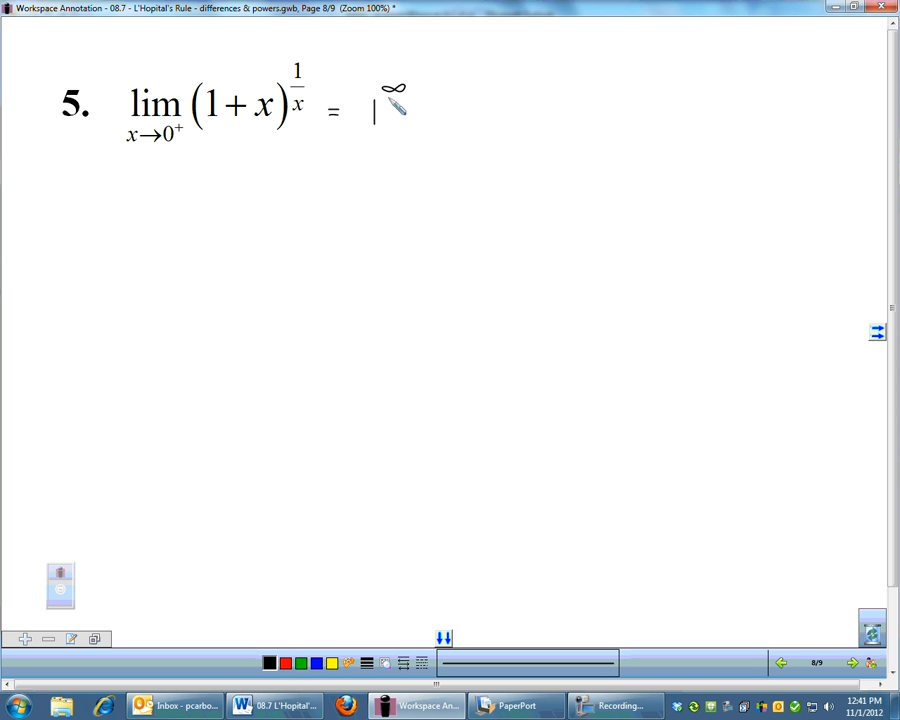 Workspace Annotation - 08.7 - L'Hopital's Rule - differences & powers.gwb, Page 8/9 (Zoom 100%) *
5. lim x→0⁺ (1 + x)^(1/x) = 1^∞
8/9
Inbox - pcarbo...
08.7 L'Hopital'...
Workspace An...
PaperPort
Recording...
12:41 PM
11/1/2012